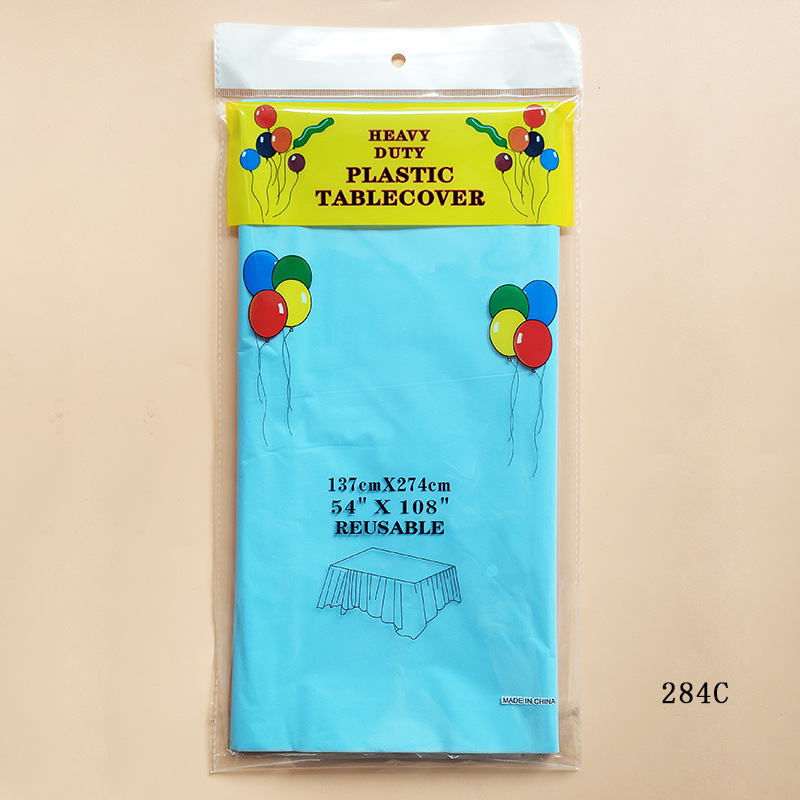 HEAVY
DUTY
PLASTIC
TABLECOVER
137cmX274cm
54" X 108"
REUSABLE
MADE IN CHINA
284C